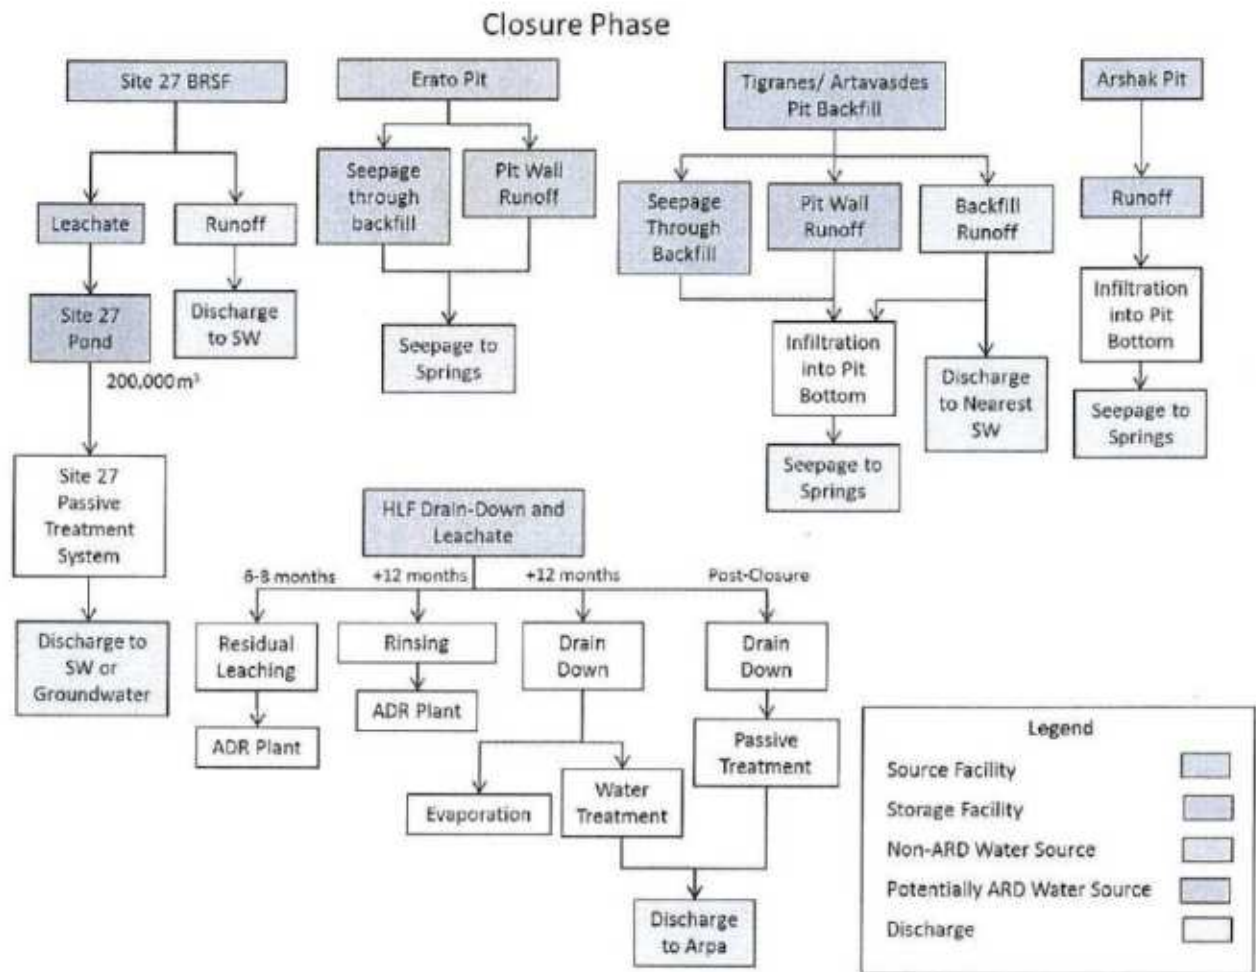 Closure Phase
Site 27 BRSF
Erato Pit
Tigranes/ Artavasdes
Pit Backfill
Arshak Pit
Leachate
Runoff
Seepage
through
backfill
Pit Wall
Runoff
Seepage
Through
Backfill
Pit Wall
Runoff
Backfill
Runoff
Runoff
Site 27
Pond
200,000m³
Discharge
to SW
Seepage to
Springs
Infiltration
into Pit
Bottom
Discharge
to Nearest
SW
Infiltration
into Pit
Bottom
Seepage to
Springs
Seepage to
Springs
Site 27
Passive
Treatment
System
Discharge to
SW or
Groundwater
HLF Drain-Down and
Leachate
6-8 months
+12 months
+12 months
Post-Closure
Residual
Leaching
ADR Plant
Rinsing
ADR Plant
Drain
Down
Evaporation
Water
Treatment
Drain
Down
Passive
Treatment
Discharge
to Arpa
Legend
Source Facility
Storage Facility
Non-ARD Water Source
Potentially ARD Water Source
Discharge